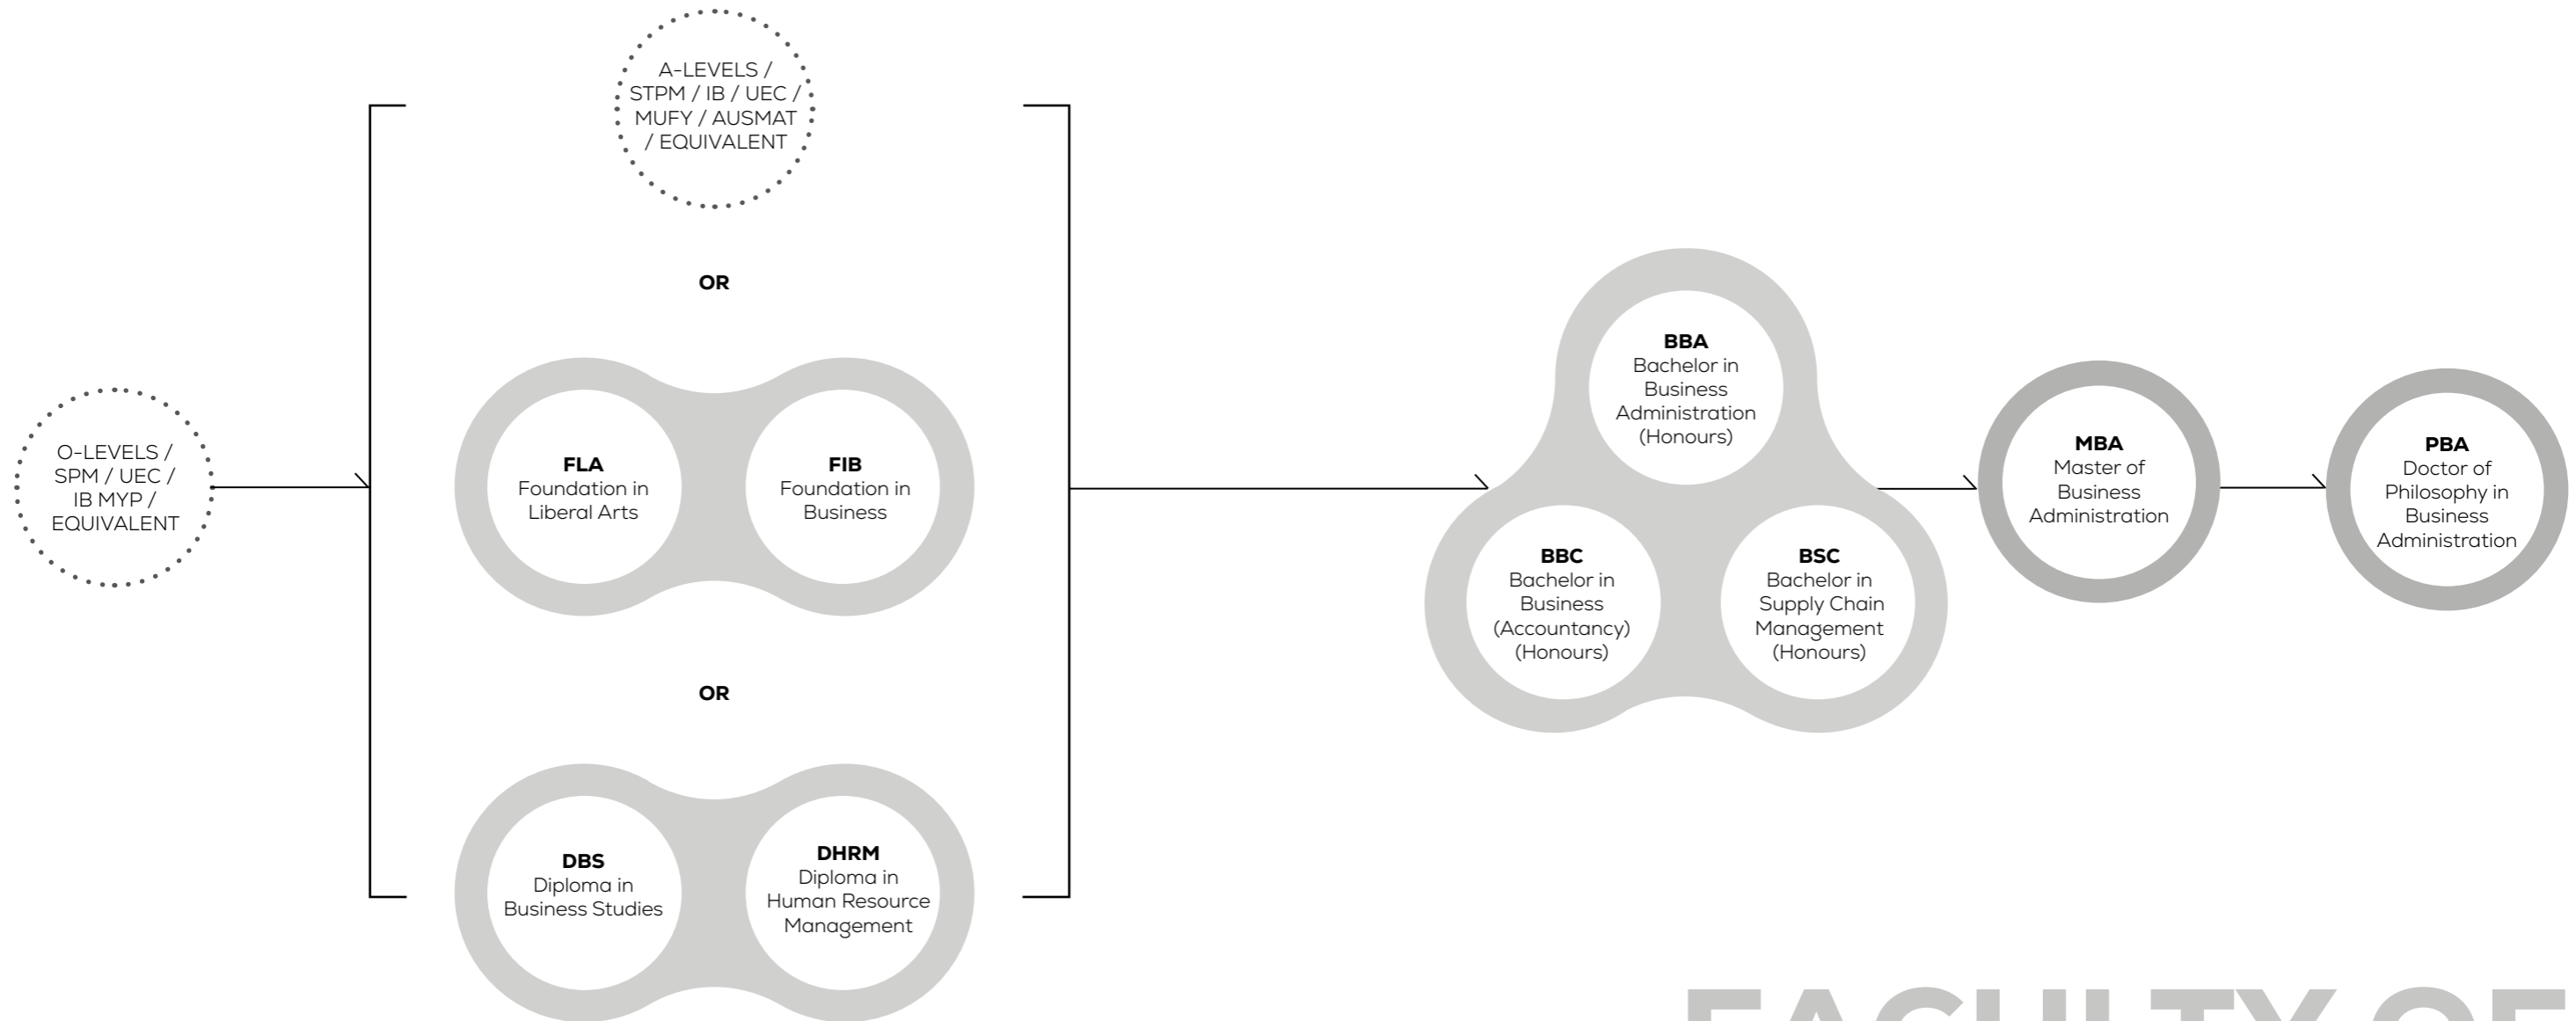 A-LEVELS /
STPM / IB / UEC /
MUFY / AUSMAT
/ EQUIVALENT
OR
O-LEVELS /
SPM / UEC /
IB MYP /
EQUIVALENT
FLA
Foundation in
Liberal Arts
FIB
Foundation in
Business
OR
DBS
Diploma in
Business Studies
DHRM
Diploma in
Human Resource
Management
BBA
Bachelor in
Business
Administration
(Honours)
BBC
Bachelor in
Business
(Accountancy)
(Honours)
BSC
Bachelor in
Supply Chain
Management
(Honours)
MBA
Master of
Business
Administration
PBA
Doctor of
Philosophy in
Business
Administration
FACULTY OF